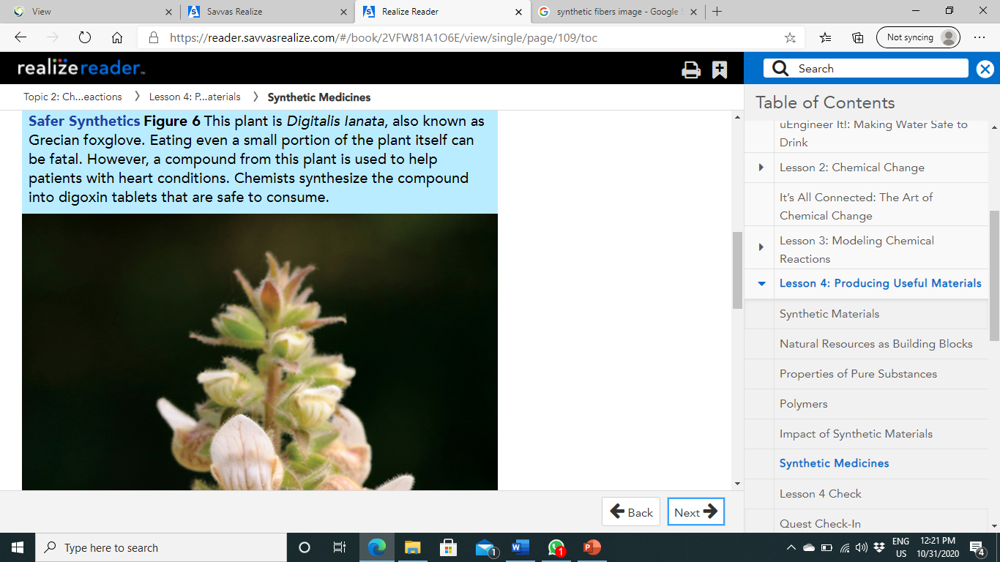 View
Savvas Realize
Realize Reader
synthetic fibers image - Google S
https://reader.savvasrealize.com/#/book/2VFW81A1O6E/view/single/page/109/toc
Not syncing
realizereader™
Search
Topic 2: Ch...eactions
Lesson 4: P...aterials
Synthetic Medicines
Safer Synthetics Figure 6 This plant is Digitalis lanata, also known as
Grecian foxglove. Eating even a small portion of the plant itself can
be fatal. However, a compound from this plant is used to help
patients with heart conditions. Chemists synthesize the compound
into digoxin tablets that are safe to consume.
Back
Next
Table of Contents
uEngineer It!: Making Water Safe to
Drink
Lesson 2: Chemical Change
It's All Connected: The Art of
Chemical Change
Lesson 3: Modeling Chemical
Reactions
Lesson 4: Producing Useful Materials
Synthetic Materials
Natural Resources as Building Blocks
Properties of Pure Substances
Polymers
Impact of Synthetic Materials
Synthetic Medicines
Lesson 4 Check
Quest Check-In
Type here to search
1
W
1
P
ENG
US
12:21 PM
10/31/2020
4